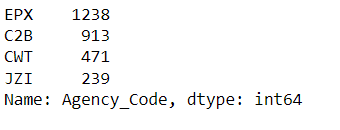 EPX    1238
C2B     913
CWT     471
JZI     239
Name: Agency_Code, dtype: int64